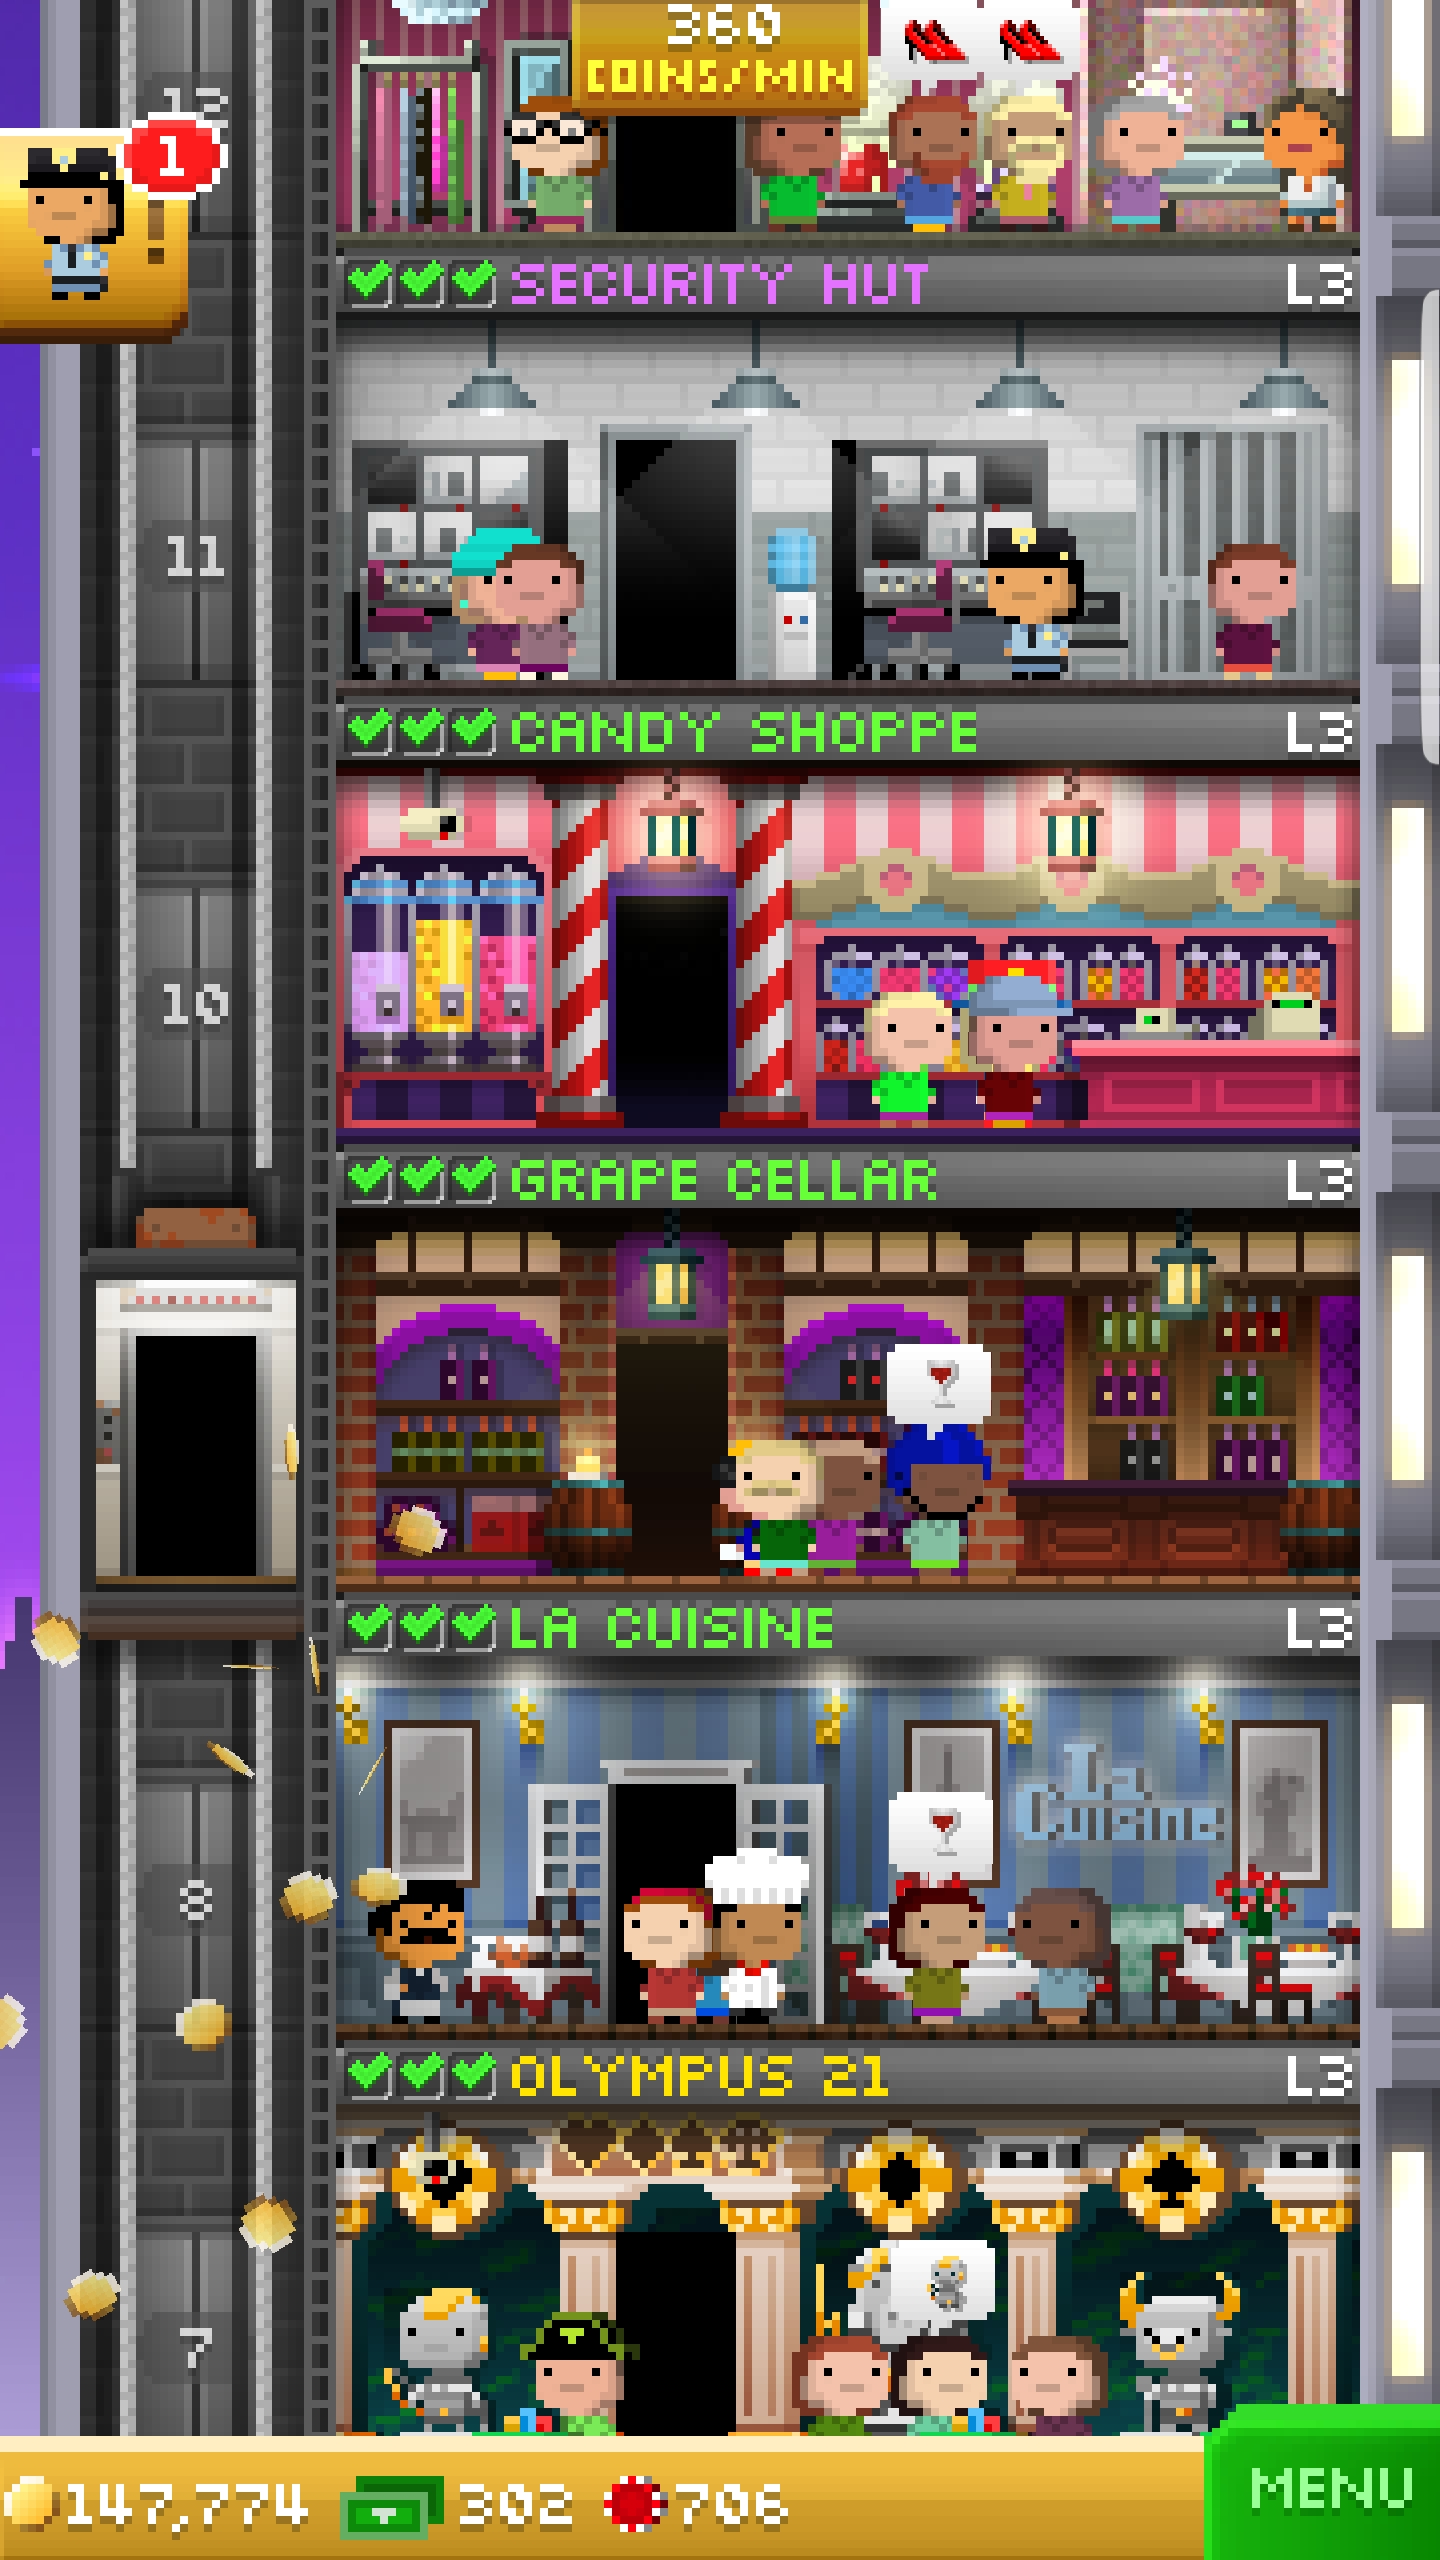 360
COINS/MIN
12
1
!
SECURITY HUT L3
11
CANDY SHOPPE L3
10
GRAPE CELLAR L3
LA CUISINE L3
La
Cuisine
8
OLYMPUS 21 L3
7
147,774 302 706
MENU